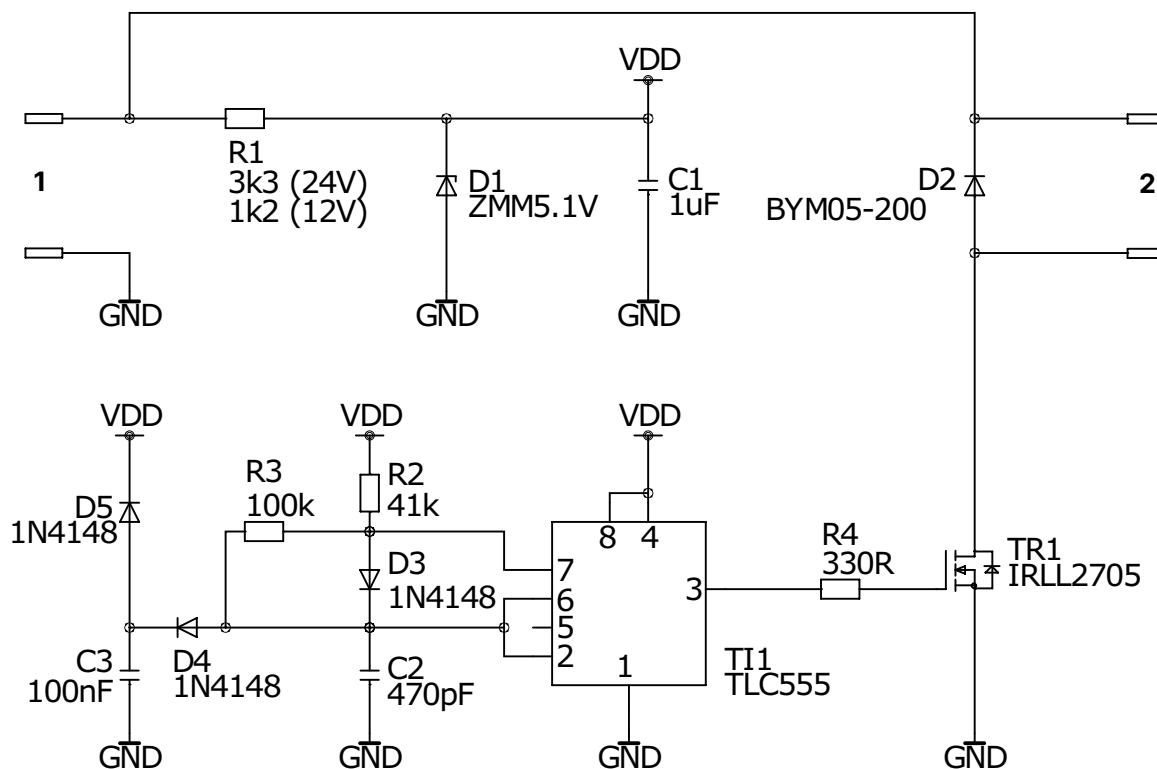 VDD
1
R1
3k3 (24V)
1k2 (12V)
D1
ZMM5.1V
C1
1uF
D2
BYM05-200
2
GND
GND
GND
VDD
VDD
VDD
R3
100k
R2
41k
D5
1N4148
8
4
D3
1N4148
7
6
5
2
3
1
R4
330R
TR1
IRLL2705
C3
100nF
D4
1N4148
C2
470pF
TI1
TLC555
GND
GND
GND
GND